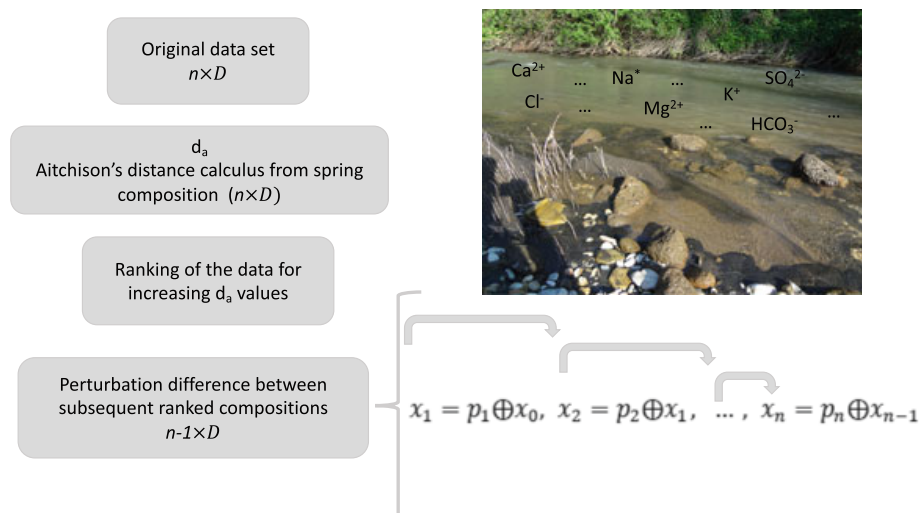 Original data set
n×D
dₐ
Aitchison's distance calculus from spring
composition (n×D)
Ranking of the data for
increasing dₐ values
Perturbation difference between
subsequent ranked compositions
n-1×D
Ca²⁺ ... Na* ... SO₄²⁻
Cl⁻ ... Mg²⁺ K⁺ ...
... HCO₃⁻
x₁ = p₁⊕x₀, x₂ = p₂⊕x₁, ... , xₙ = pₙ⊕xₙ₋₁